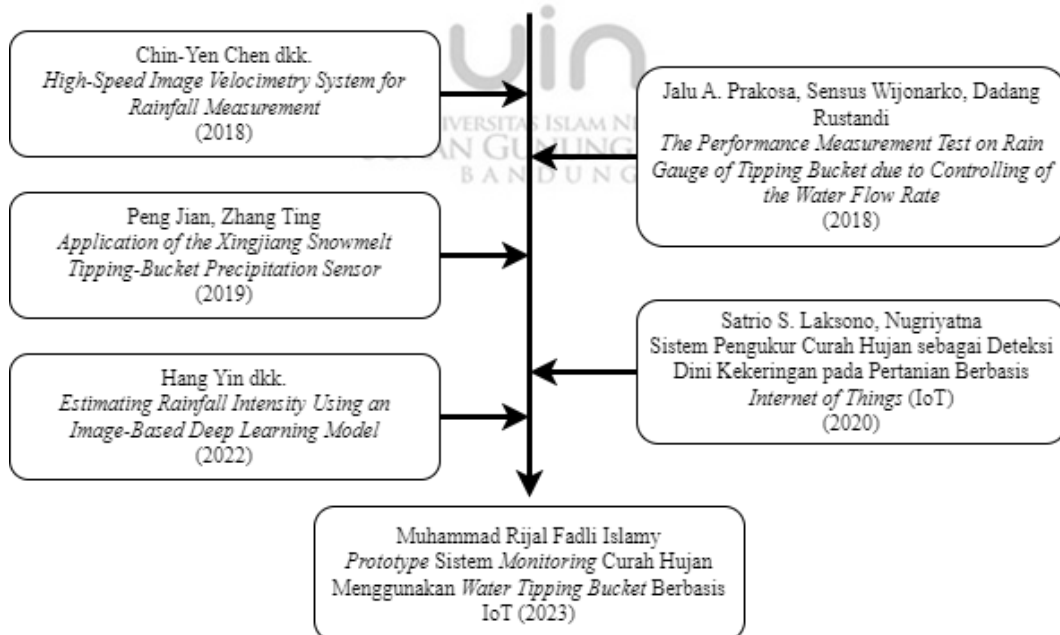 uin
Chin-Yen Chen dkk.
High-Speed Image Velocimetry System for
Rainfall Measurement
(2018)
Jalu A. Prakosa, Sensus Wijonarko, Dadang
Rustandi
The Performance Measurement Test on Rain
Gauge of Tipping Bucket due to Controlling of
the Water Flow Rate
(2018)
BANDUNG
Peng Jian, Zhang Ting
Application of the Xingjiang Snowmelt
Tipping-Bucket Precipitation Sensor
(2019)
Satrio S. Laksono, Nugriyatna
Sistem Pengukur Curah Hujan sebagai Deteksi
Dini Kekeringan pada Pertanian Berbasis
Internet of Things (IoT)
(2020)
Hang Yin dkk.
Estimating Rainfall Intensity Using an
Image-Based Deep Learning Model
(2022)
Muhammad Rijal Fadli Islamy
Prototype Sistem Monitoring Curah Hujan
Menggunakan Water Tipping Bucket Berbasis
IoT (2023)